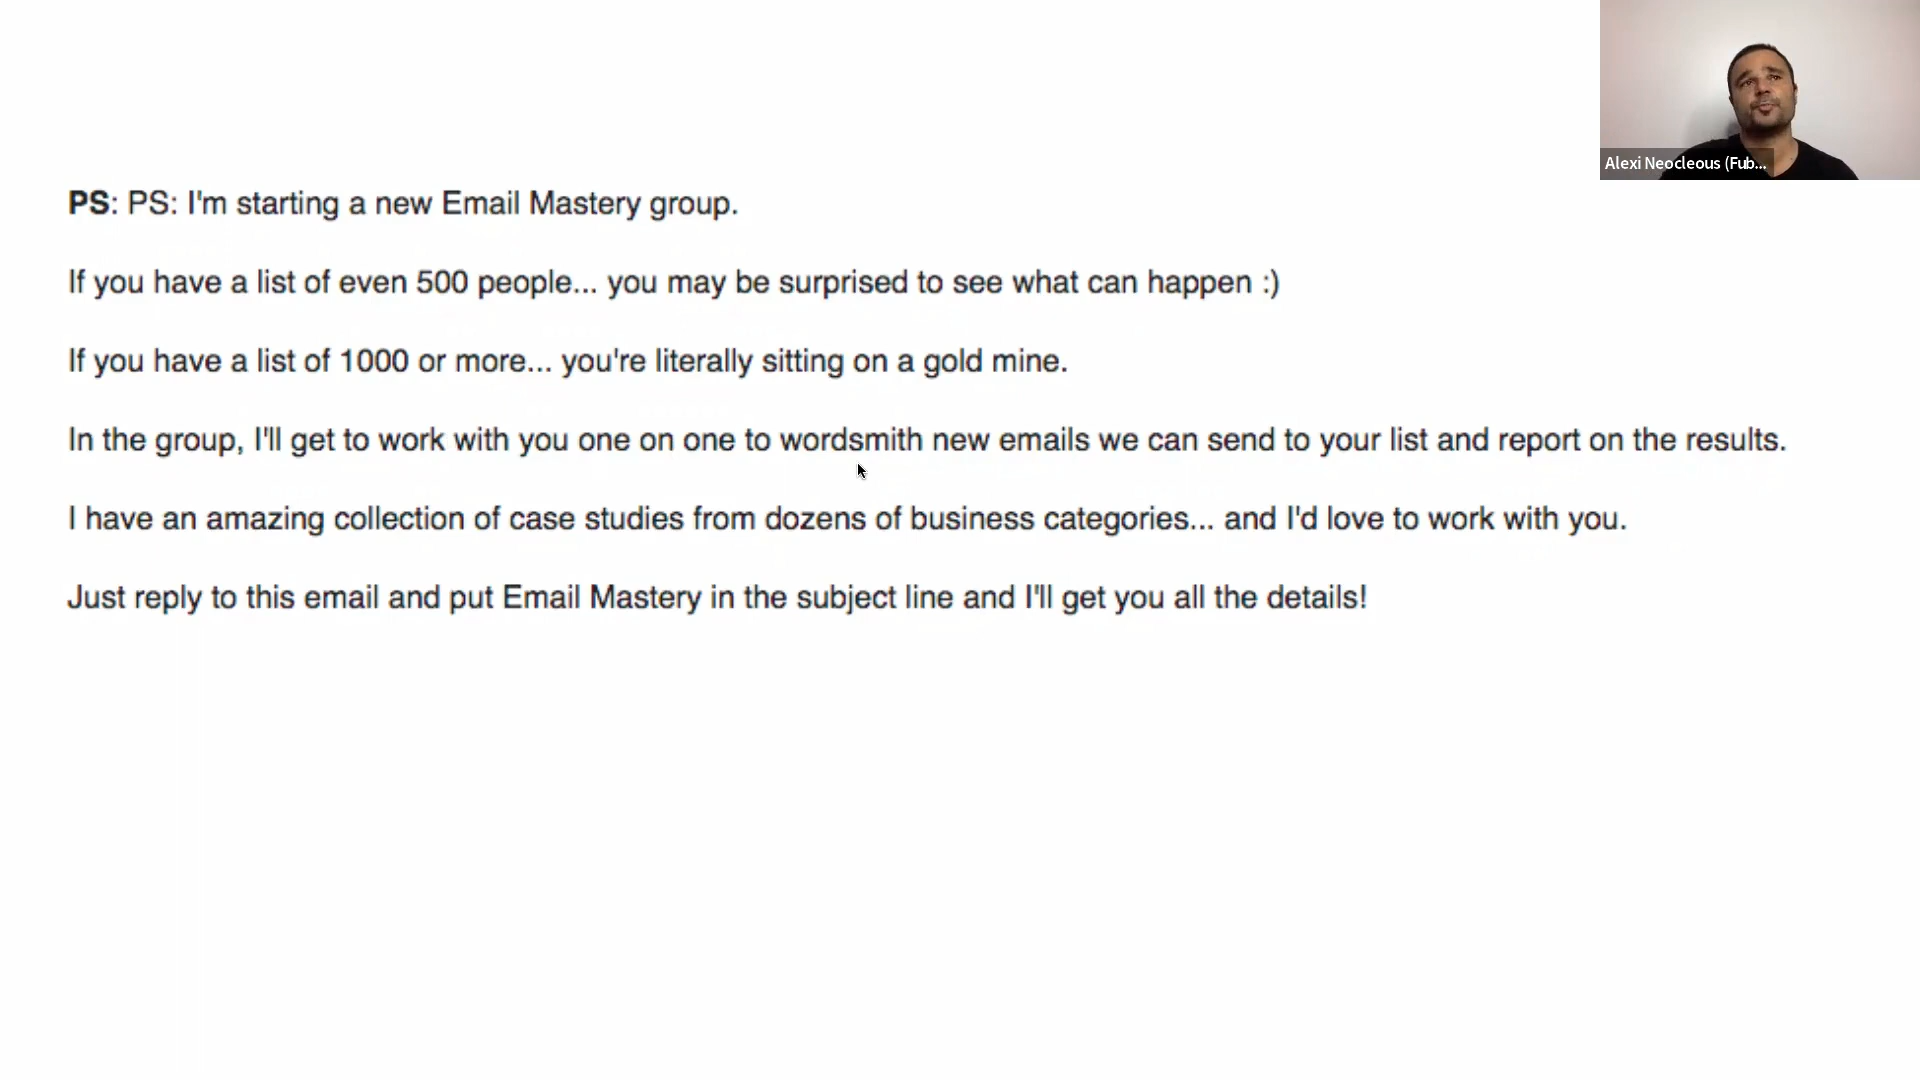 PS: PS: I'm starting a new Email Mastery group.
If you have a list of even 500 people... you may be surprised to see what can happen :)
If you have a list of 1000 or more... you're literally sitting on a gold mine.
In the group, I'll get to work with you one on one to wordsmith new emails we can send to your list and report on the results.
I have an amazing collection of case studies from dozens of business categories... and I'd love to work with you.
Just reply to this email and put Email Mastery in the subject line and I'll get you all the details!
Alexi Neocleous (Fub...